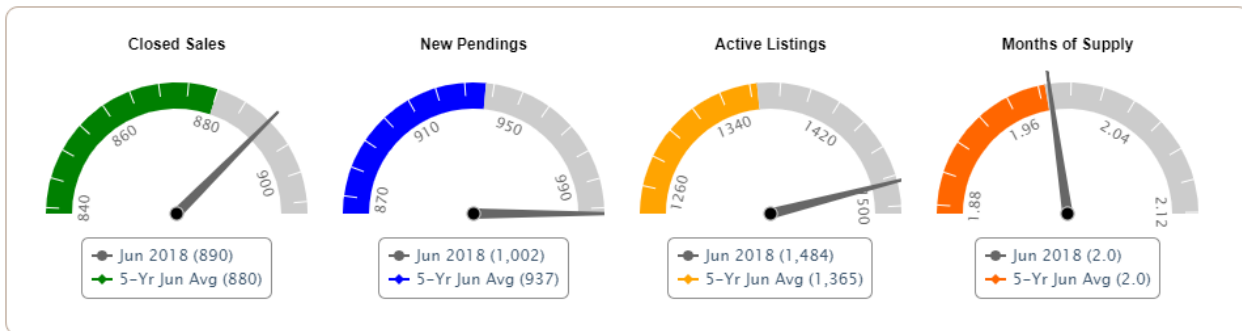 Closed Sales
840
860
880
900
Jun 2018 (890)
5-Yr Jun Avg (880)
New Pendings
870
910
950
990
Jun 2018 (1,002)
5-Yr Jun Avg (937)
Active Listings
1260
1340
1420
500
Jun 2018 (1,484)
5-Yr Jun Avg (1,365)
Months of Supply
1.88
1.96
2.04
2.12
Jun 2018 (2.0)
5-Yr Jun Avg (2.0)